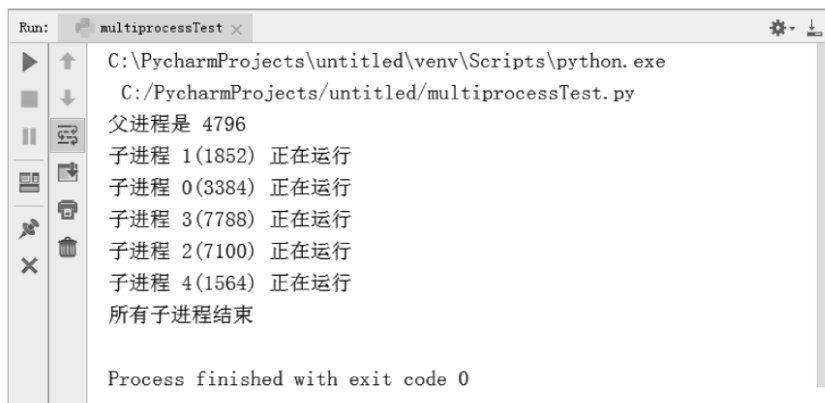 Run: multiprocessTest
C:\PycharmProjects\untitled\venv\Scripts\python.exe
C:/PycharmProjects/untitled/multiprocessTest.py
父进程是 4796
子进程 1(1852) 正在运行
子进程 0(3384) 正在运行
子进程 3(7788) 正在运行
子进程 2(7100) 正在运行
子进程 4(1564) 正在运行
所有子进程结束
Process finished with exit code 0